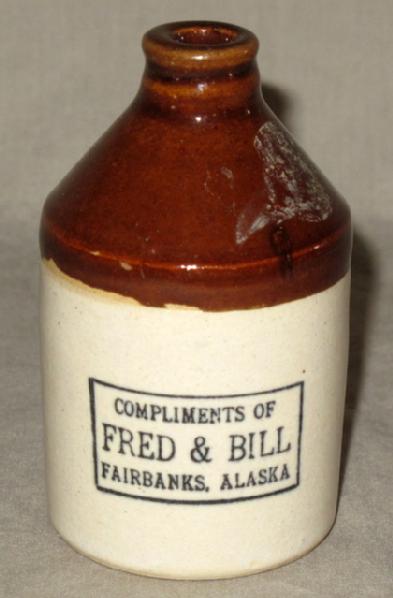 COMPLIMENTS OF
FRED & BILL
FAIRBANKS, ALASKA